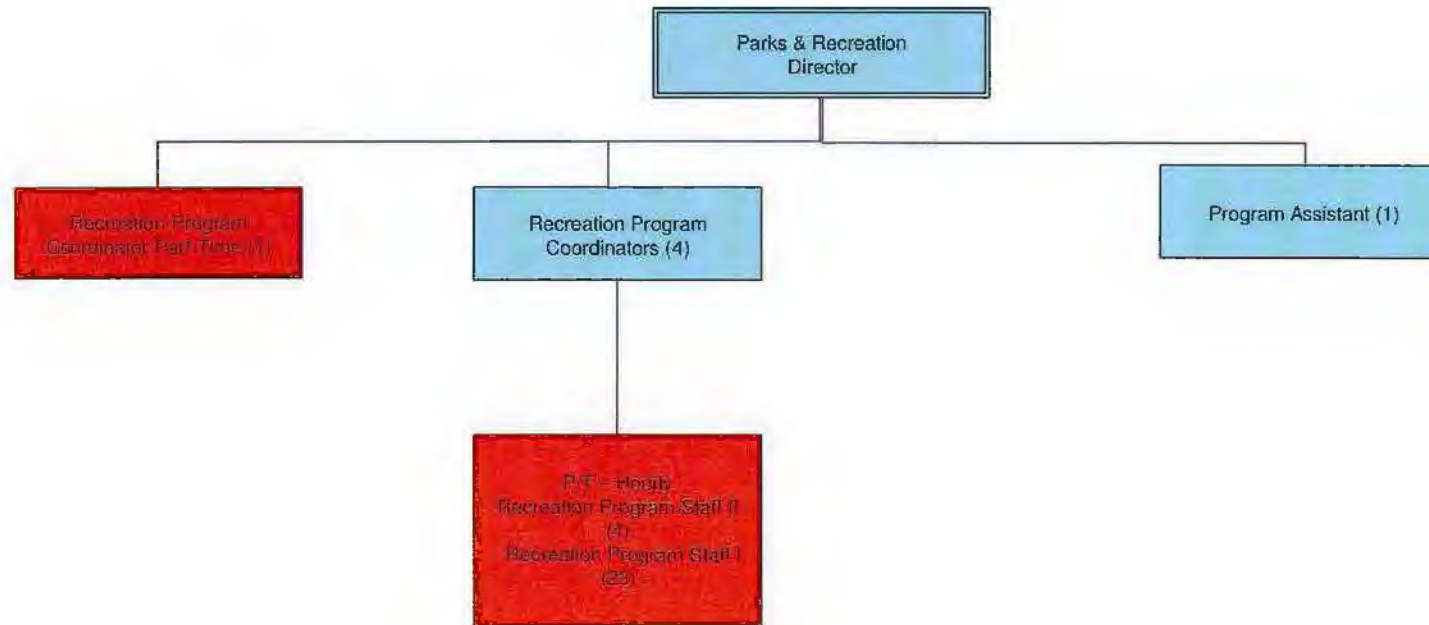 Parks & Recreation
Director
Recreation Program
Coordinator Part Time (1)
Recreation Program
Coordinators (4)
Program Assistant (1)
P/T – Hourly
Recreation Program Staff II
(4)
Recreation Program Staff I